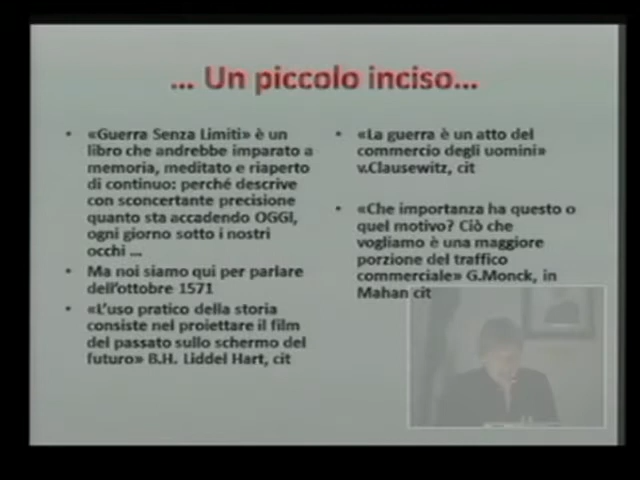 ... Un piccolo inciso...
• «Guerra Senza Limiti» è un
libro che andrebbe imparato a
memoria, meditato e riaperto
di continuo: perché descrive
con sconcertante precisione
quanto sta accadendo OGGI,
ogni giorno sotto i nostri
occhi ...
• Ma noi siamo qui per parlare
dell'ottobre 1571
• «L'uso pratico della storia
consiste nel proiettare il film
del passato sullo schermo del
futuro» B.H. Liddel Hart, cit
• «La guerra è un atto del
commercio degli uomini»
v.Clausewitz, cit
• «Che importanza ha questo o
quel motivo? Ciò che
vogliamo è una maggiore
porzione del traffico
commerciale» G.Monck, in
Mahan cit